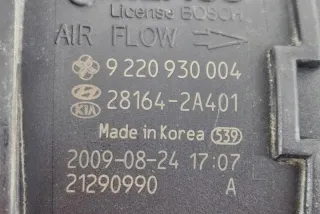 License BOSCH
AIR FLOW
9 220 930 004
28164-2A401
KIA
Made in Korea 539
2009-08-24 17:07
21290990 A